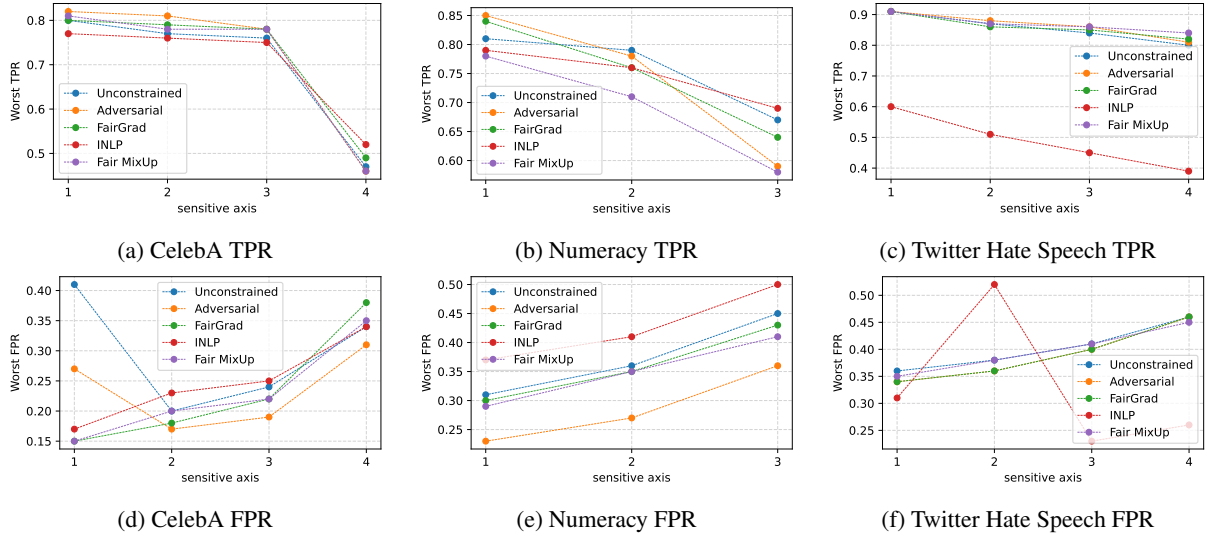 Worst TPR
0.8
0.7
0.6
0.5
Unconstrained
Adversarial
FairGrad
INLP
Fair MixUp
1 2 3 4
sensitive axis
(a) CelebA TPR
Worst TPR
0.85
0.80
0.75
0.70
0.65
0.60
Unconstrained
Adversarial
FairGrad
INLP
Fair MixUp
1 2 3
sensitive axis
(b) Numeracy TPR
Worst TPR
0.9
0.8
0.7
0.6
0.5
0.4
Unconstrained
Adversarial
FairGrad
INLP
Fair MixUp
1 2 3 4
sensitive axis
(c) Twitter Hate Speech TPR
Worst FPR
0.40
0.35
0.30
0.25
0.20
0.15
Unconstrained
Adversarial
FairGrad
INLP
Fair MixUp
1 2 3 4
sensitive axis
(d) CelebA FPR
Worst FPR
0.50
0.45
0.40
0.35
0.30
0.25
Unconstrained
Adversarial
FairGrad
INLP
Fair MixUp
1 2 3
sensitive axis
(e) Numeracy FPR
Worst FPR
0.50
0.45
0.40
0.35
0.30
0.25
Unconstrained
Adversarial
FairGrad
INLP
Fair MixUp
1 2 3 4
sensitive axis
(f) Twitter Hate Speech FPR